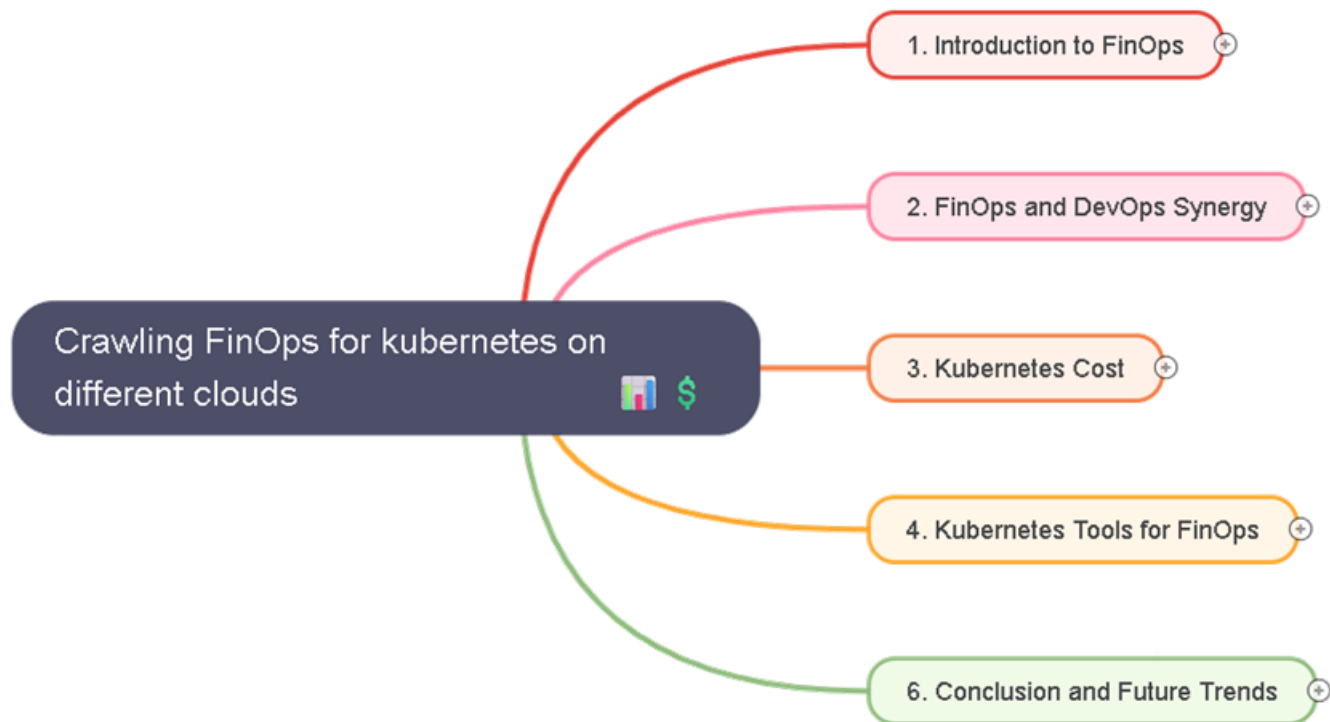 1. Introduction to FinOps
2. FinOps and DevOps Synergy
Crawling FinOps for kubernetes on
different clouds
$
3. Kubernetes Cost
4. Kubernetes Tools for FinOps
6. Conclusion and Future Trends